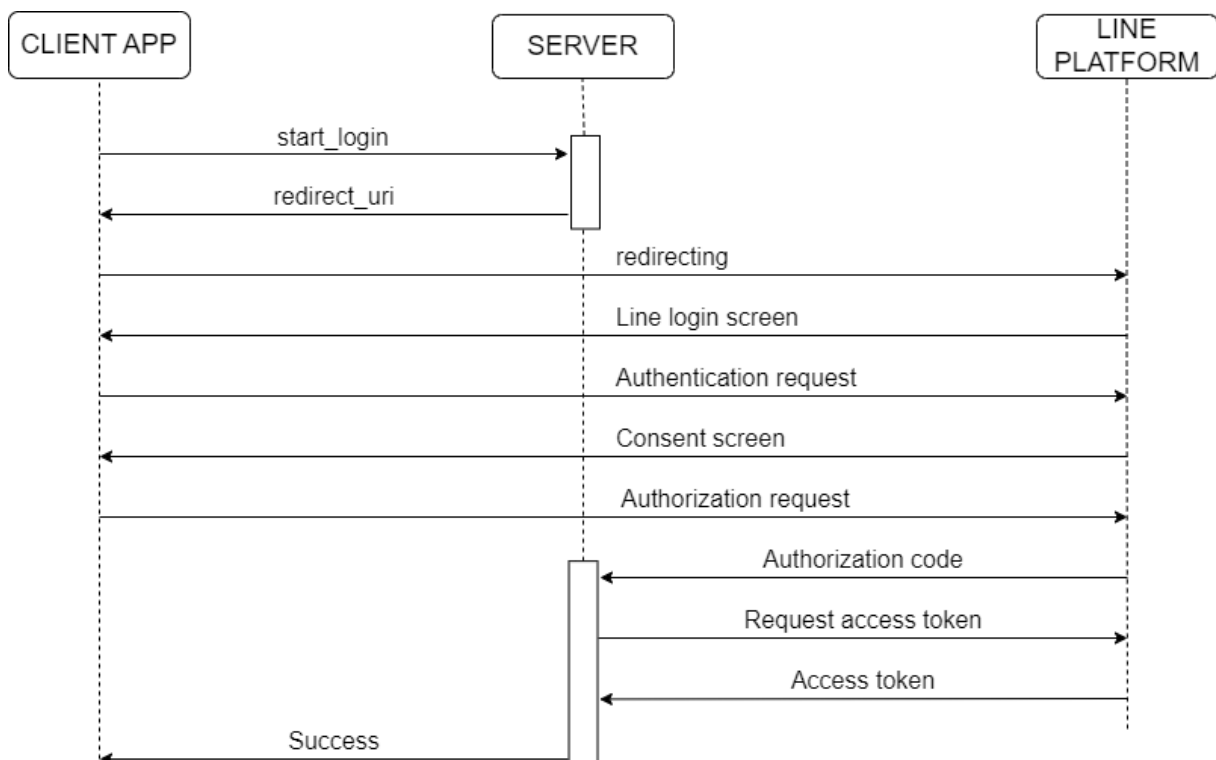 CLIENT APP
SERVER
LINE
PLATFORM
start_login
redirect_uri
redirecting
Line login screen
Authentication request
Consent screen
Authorization request
Authorization code
Request access token
Access token
Success